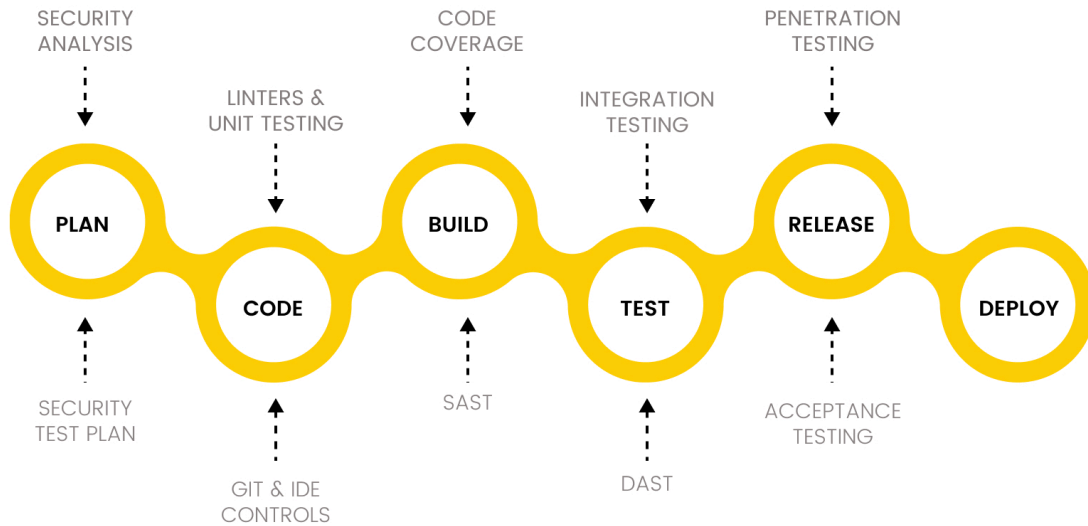 SECURITY
ANALYSIS
CODE
COVERAGE
PENETRATION
TESTING
LINTERS &
UNIT TESTING
INTEGRATION
TESTING
PLAN
BUILD
RELEASE
CODE
TEST
DEPLOY
SECURITY
TEST PLAN
SAST
ACCEPTANCE
TESTING
GIT & IDE
CONTROLS
DAST